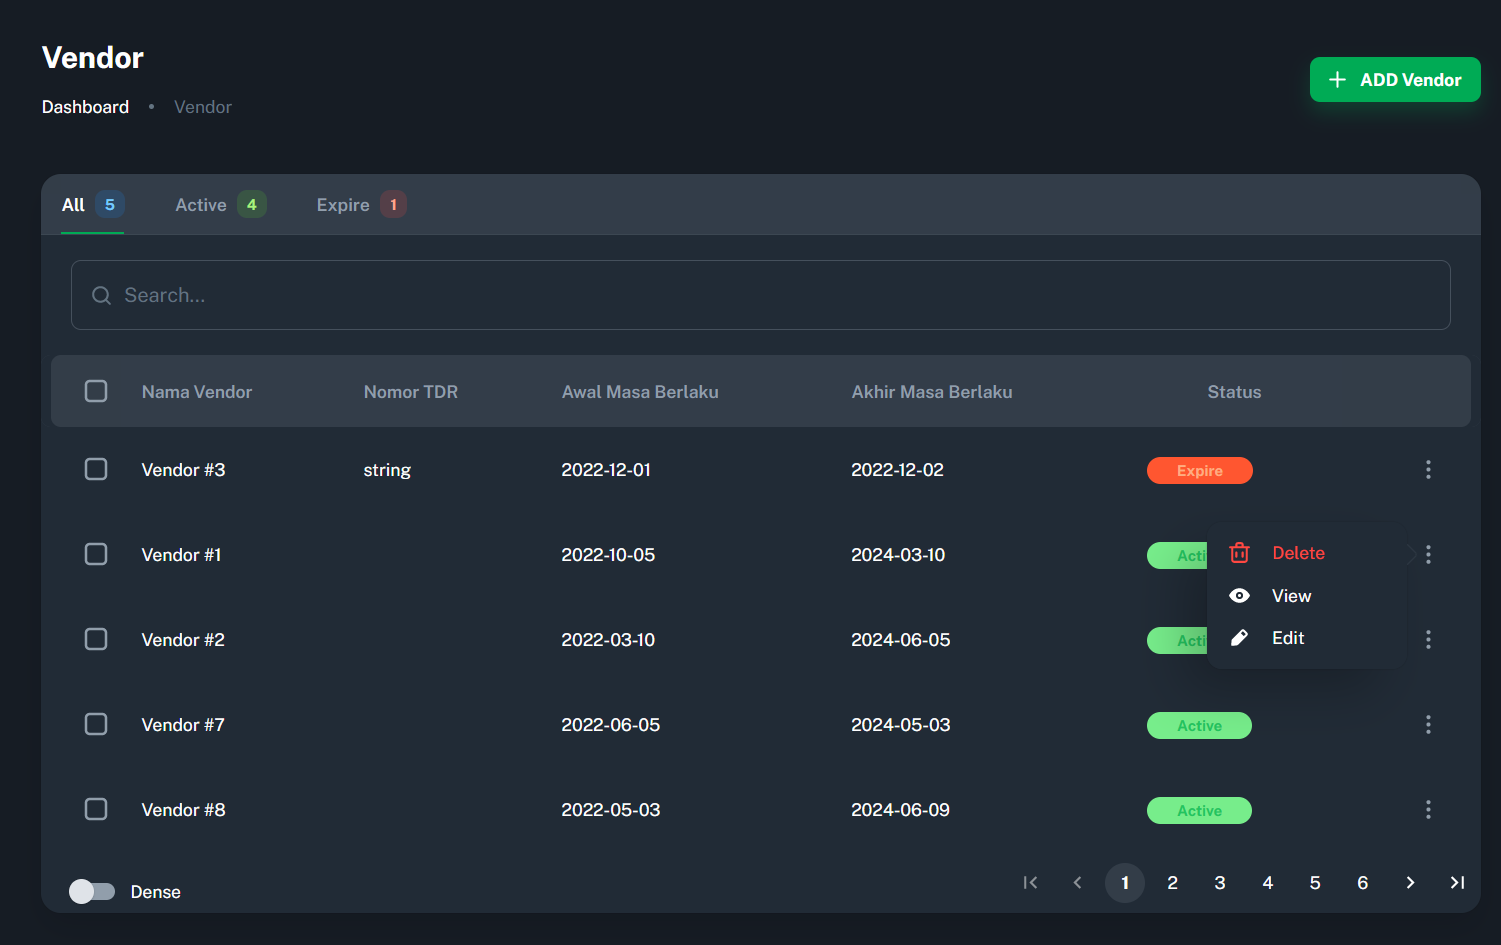 Vendor
Dashboard • Vendor
+ ADD Vendor
All 5 Active 4 Expire 1
Search...
Nama Vendor Nomor TDR Awal Masa Berlaku Akhir Masa Berlaku Status
Vendor #3 string 2022-12-01 2022-12-02 Expire
Vendor #1 2022-10-05 2024-03-10 Acti
Delete
View
Edit
Vendor #2 2022-03-10 2024-06-05 Acti
Vendor #7 2022-06-05 2024-05-03 Active
Vendor #8 2022-05-03 2024-06-09 Active
Dense 1 2 3 4 5 6